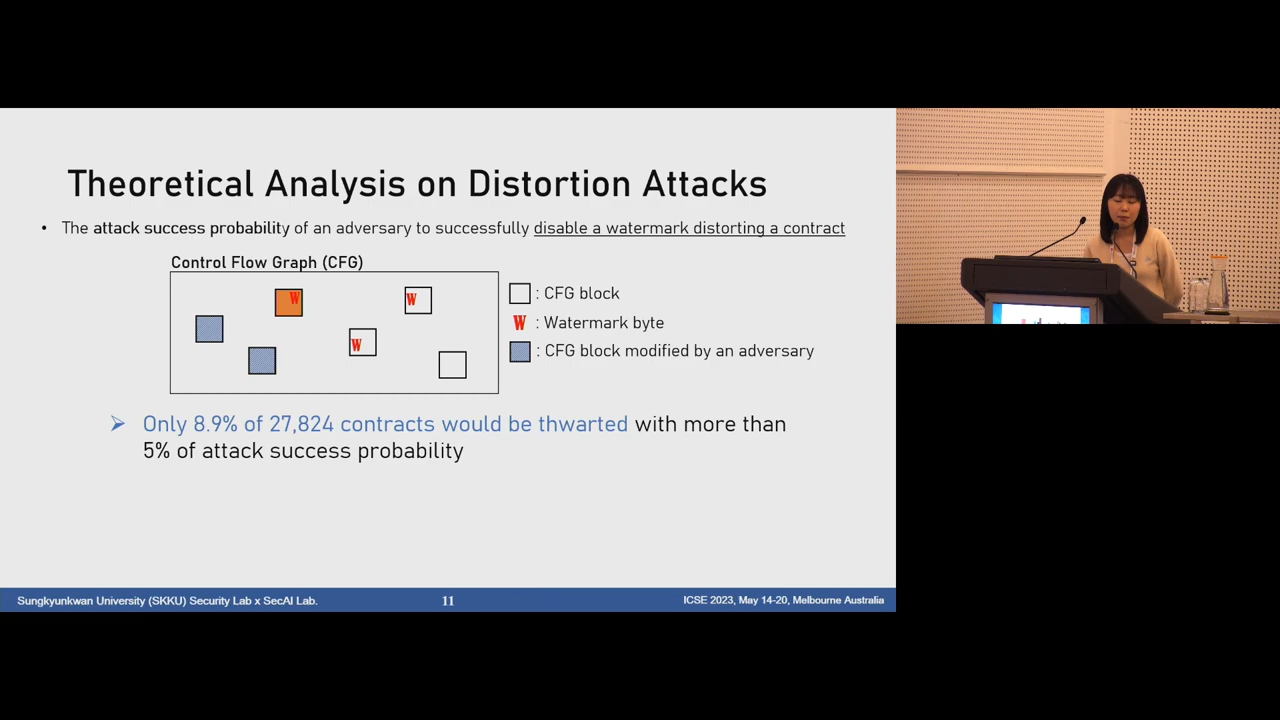 Theoretical Analysis on Distortion Attacks
• The attack success probability of an adversary to successfully disable a watermark distorting a contract
Control Flow Graph (CFG)
W
W
W
: CFG block
W : Watermark byte
: CFG block modified by an adversary
➢ Only 8.9% of 27,824 contracts would be thwarted with more than
5% of attack success probability
Sungkyunkwan University (SKKU) Security Lab x SecAI Lab.
11
ICSE 2023, May 14-20, Melbourne Australia